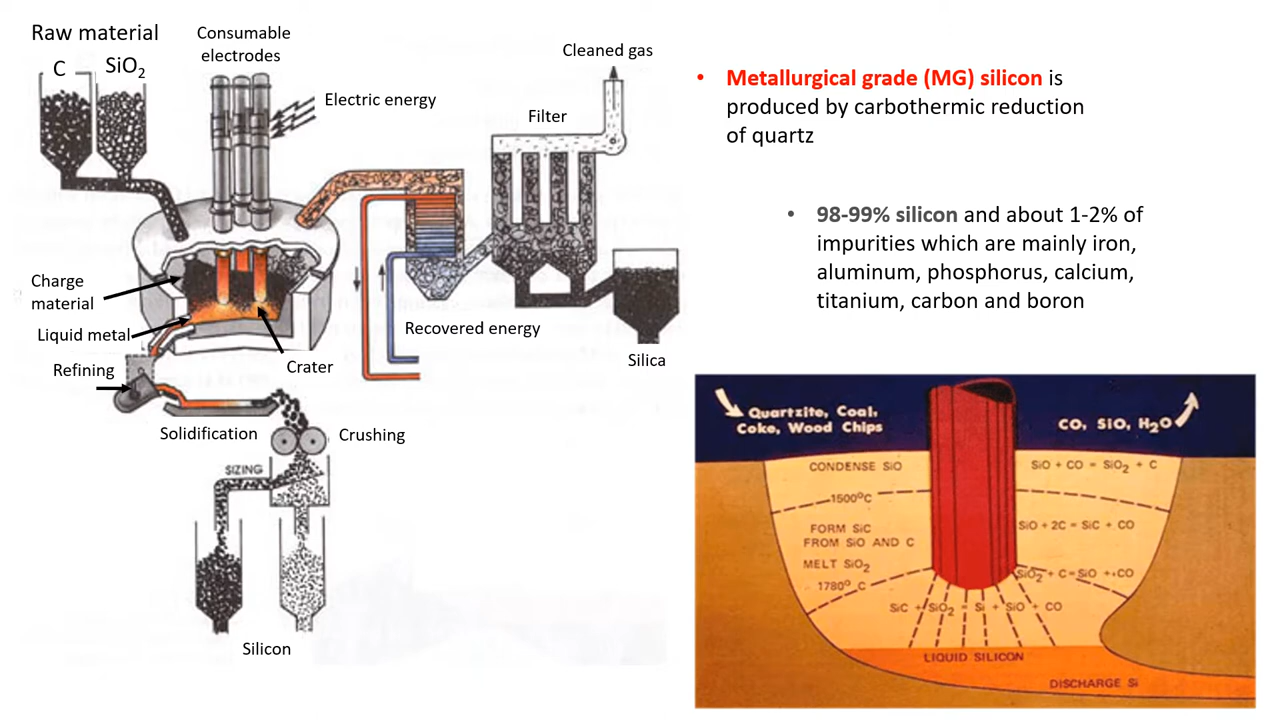 Raw material
C
SiO₂
Consumable
electrodes
Electric energy
Cleaned gas
Filter
Charge
material
Liquid metal
Refining
Crater
Recovered energy
Silica
Solidification
Crushing
SIZING
Silicon
• Metallurgical grade (MG) silicon is
produced by carbothermic reduction
of quartz
• 98-99% silicon and about 1-2% of
impurities which are mainly iron,
aluminum, phosphorus, calcium,
titanium, carbon and boron
Quartzite, Coal,
Coke, Wood Chips
CO, SiO, H₂O
CONDENSE SiO
SiO + CO = SiO₂ + C
1500°C
FORM SiC
FROM SiO AND C
SiO + 2C = SiC + CO
MELT SiO₂
SiO₂ + C = SiO + CO
1780° C
SiC + SiO₂ = Si + SiO + CO
LIQUID SILICON
DISCHARGE Si